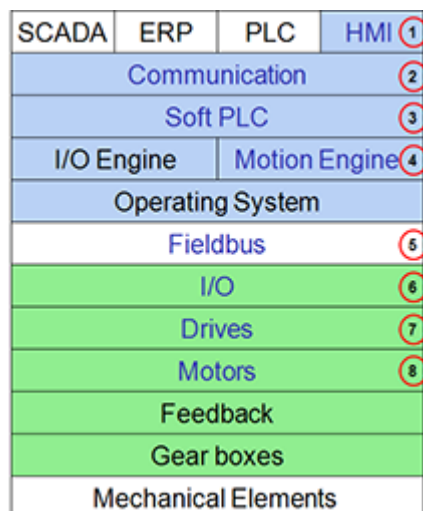 SCADA ERP PLC HMI 1
Communication 2
Soft PLC 3
I/O Engine Motion Engine 4
Operating System
Fieldbus 5
I/O 6
Drives 7
Motors 8
Feedback
Gear boxes
Mechanical Elements